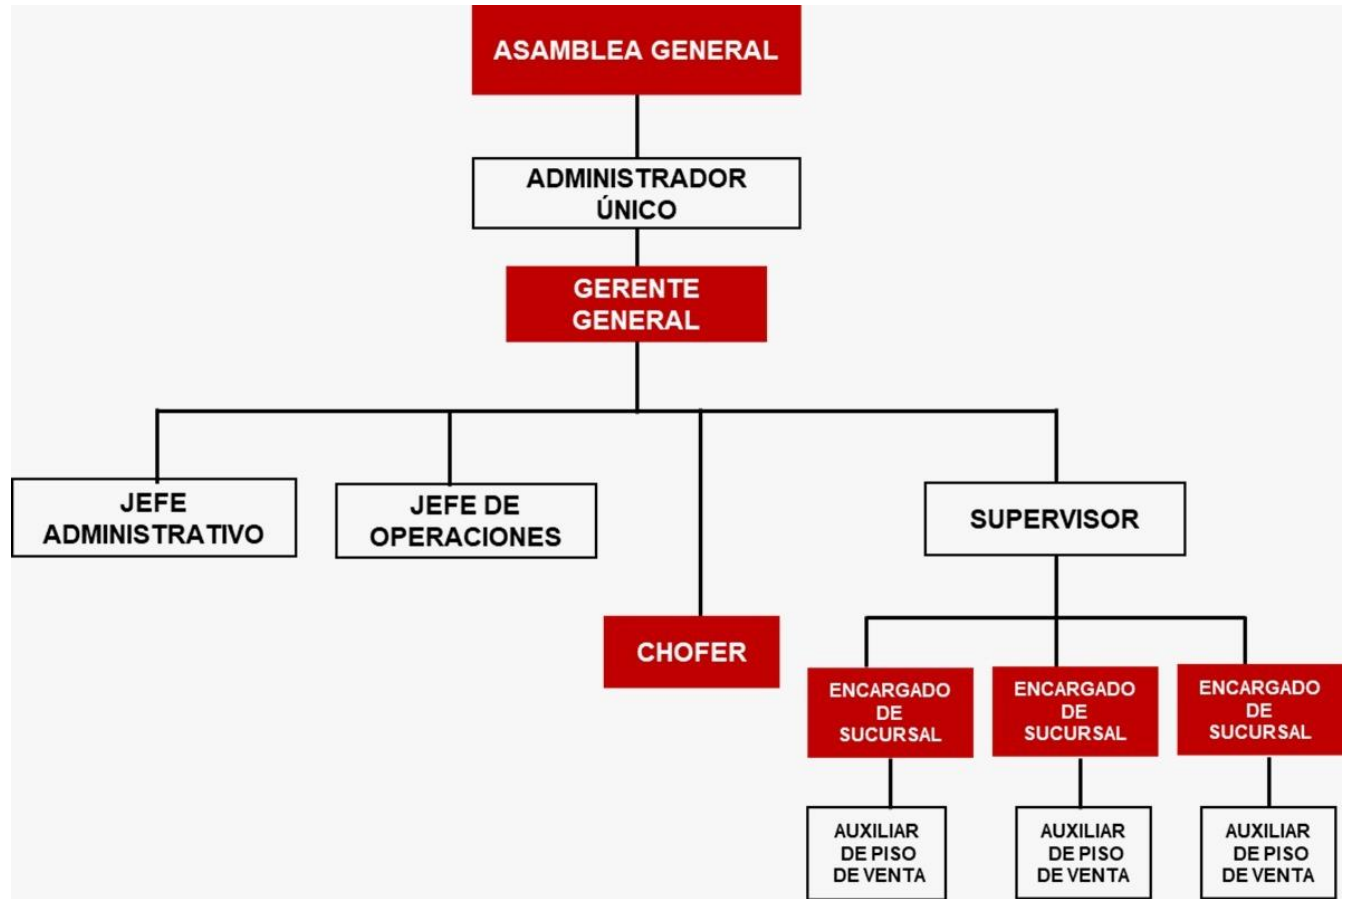 ASAMBLEA GENERAL
ADMINISTRADOR
ÚNICO
GERENTE
GENERAL
JEFE
ADMINISTRATIVO
JEFE DE
OPERACIONES
SUPERVISOR
CHOFER
ENCARGADO
DE
SUCURSAL
ENCARGADO
DE
SUCURSAL
ENCARGADO
DE
SUCURSAL
AUXILIAR
DE PISO
DE VENTA
AUXILIAR
DE PISO
DE VENTA
AUXILIAR
DE PISO
DE VENTA